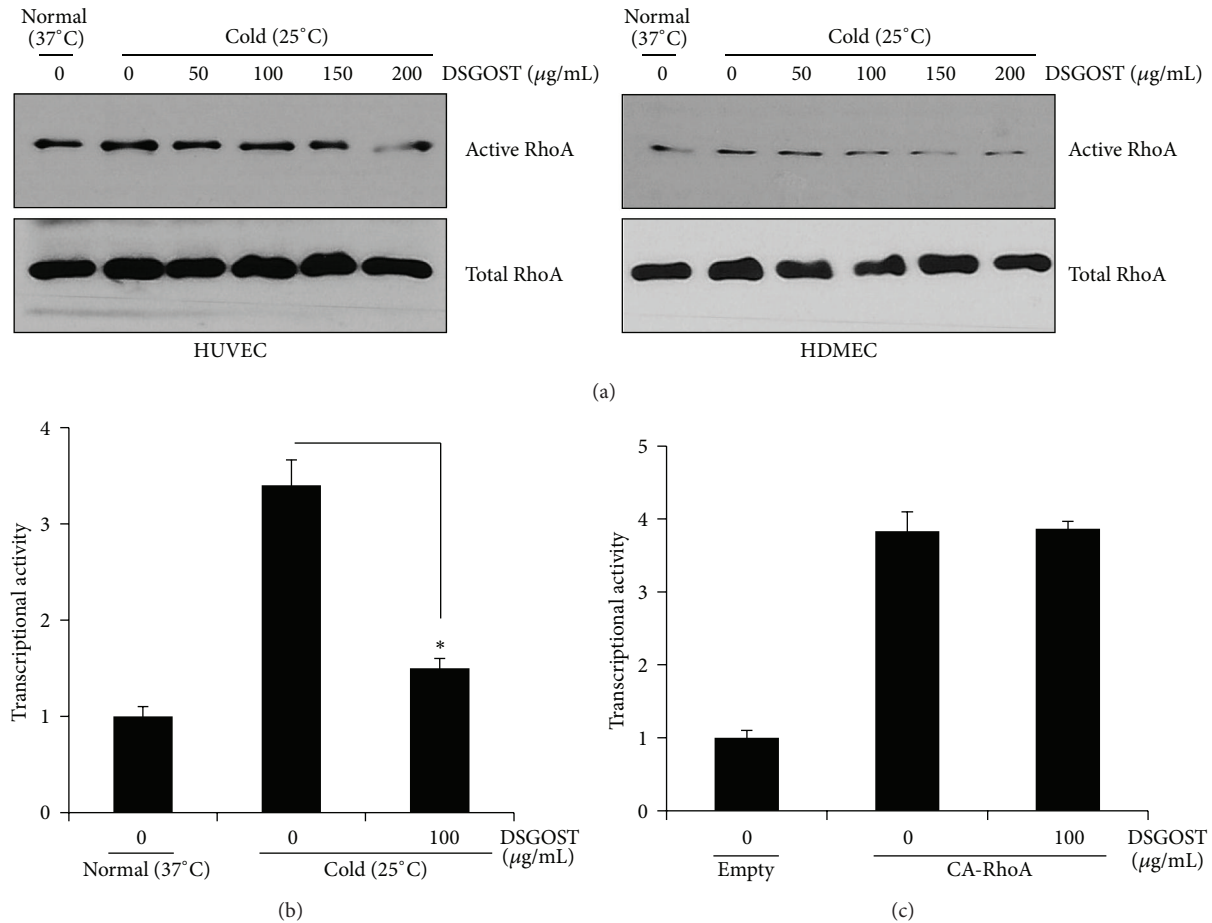 Normal (37°C) Cold (25°C)
0 0 50 100 150 200 DSGOST (μg/mL)
Active RhoA
Total RhoA
HUVEC
Normal (37°C) Cold (25°C)
0 0 50 100 150 200 DSGOST (μg/mL)
Active RhoA
Total RhoA
HDMEC
(a)
4
3
2
1
0
Transcriptional activity
*
0 0 100 DSGOST (μg/mL)
Normal (37°C) Cold (25°C)
(b)
5
4
3
2
1
0
Transcriptional activity
0 0 100 DSGOST (μg/mL)
Empty CA-RhoA
(c)